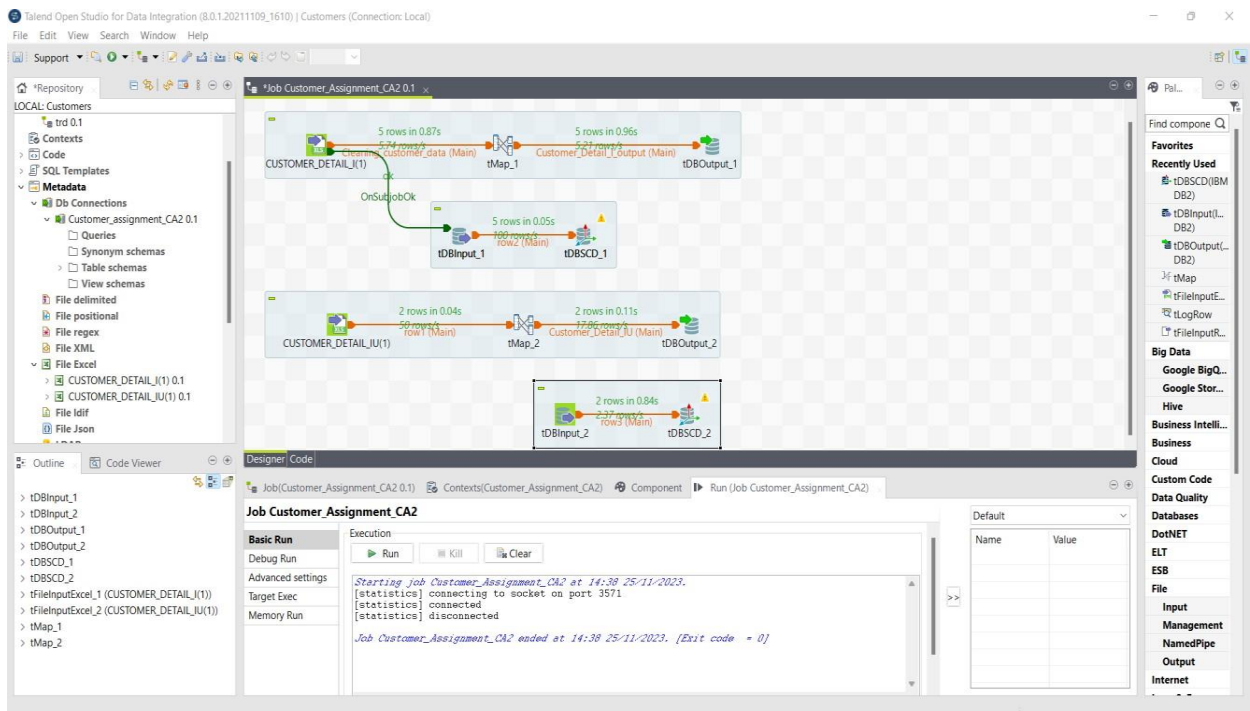 Talend Open Studio for Data Integration (8.0.1.20211109_1610) | Customers (Connection: Local)
File Edit View Search Window Help
Support
*Repository
LOCAL: Customers
trd 0.1
Contexts
Code
SQL Templates
Metadata
Db Connections
Customer_assignment_CA2 0.1
Queries
Synonym schemas
Table schemas
View schemas
File delimited
File positional
File regex
File XML
File Excel
CUSTOMER_DETAIL_I(1) 0.1
CUSTOMER_DETAIL_IU(1) 0.1
File ldif
File Json
*Job Customer_Assignment_CA2 0.1
5 rows in 0.87s
5.74 rows/s
Cleaning_customer_data (Main)
5 rows in 0.96s
5.21 rows/s
Customer_Detail_I_output (Main)
CUSTOMER_DETAIL_I(1)
tMap_1
tDBOutput_1
ok
OnSubjobOk
5 rows in 0.05s
100 rows/s
row2 (Main)
tDBInput_1
tDBSCD_1
2 rows in 0.04s
50 rows/s
row1 (Main)
2 rows in 0.11s
17.86 rows/s
Customer_Detail_IU (Main)
CUSTOMER_DETAIL_IU(1)
tMap_2
tDBOutput_2
2 rows in 0.84s
2.37 rows/s
row3 (Main)
tDBInput_2
tDBSCD_2
Designer Code
Pal...
Find compone
Favorites
Recently Used
tDBSCD(IBM
DB2)
tDBInput(I...
DB2)
tDBOutput(...
DB2)
tMap
tFileInputE...
tLogRow
tFileInputR...
Big Data
Google BigQ...
Google Stor...
Hive
Business Intelli...
Business
Cloud
Custom Code
Data Quality
Databases
DotNET
ELT
ESB
File
Input
Management
NamedPipe
Output
Internet
Outline
Code Viewer
tDBInput_1
tDBInput_2
tDBOutput_1
tDBOutput_2
tDBSCD_1
tDBSCD_2
tFileInputExcel_1 (CUSTOMER_DETAIL_I(1))
tFileInputExcel_2 (CUSTOMER_DETAIL_IU(1))
tMap_1
tMap_2
Job(Customer_Assignment_CA2 0.1) Contexts(Customer_Assignment_CA2) Component Run (Job Customer_Assignment_CA2)
Job Customer_Assignment_CA2
Basic Run
Debug Run
Advanced settings
Target Exec
Memory Run
Execution
Run Kill Clear
Starting job Customer_Assignment_CA2 at 14:38 25/11/2023.
[statistics] connecting to socket on port 3571
[statistics] connected
[statistics] disconnected
Job Customer_Assignment_CA2 ended at 14:38 25/11/2023. [Exit code = 0]
>>
Default
Name Value